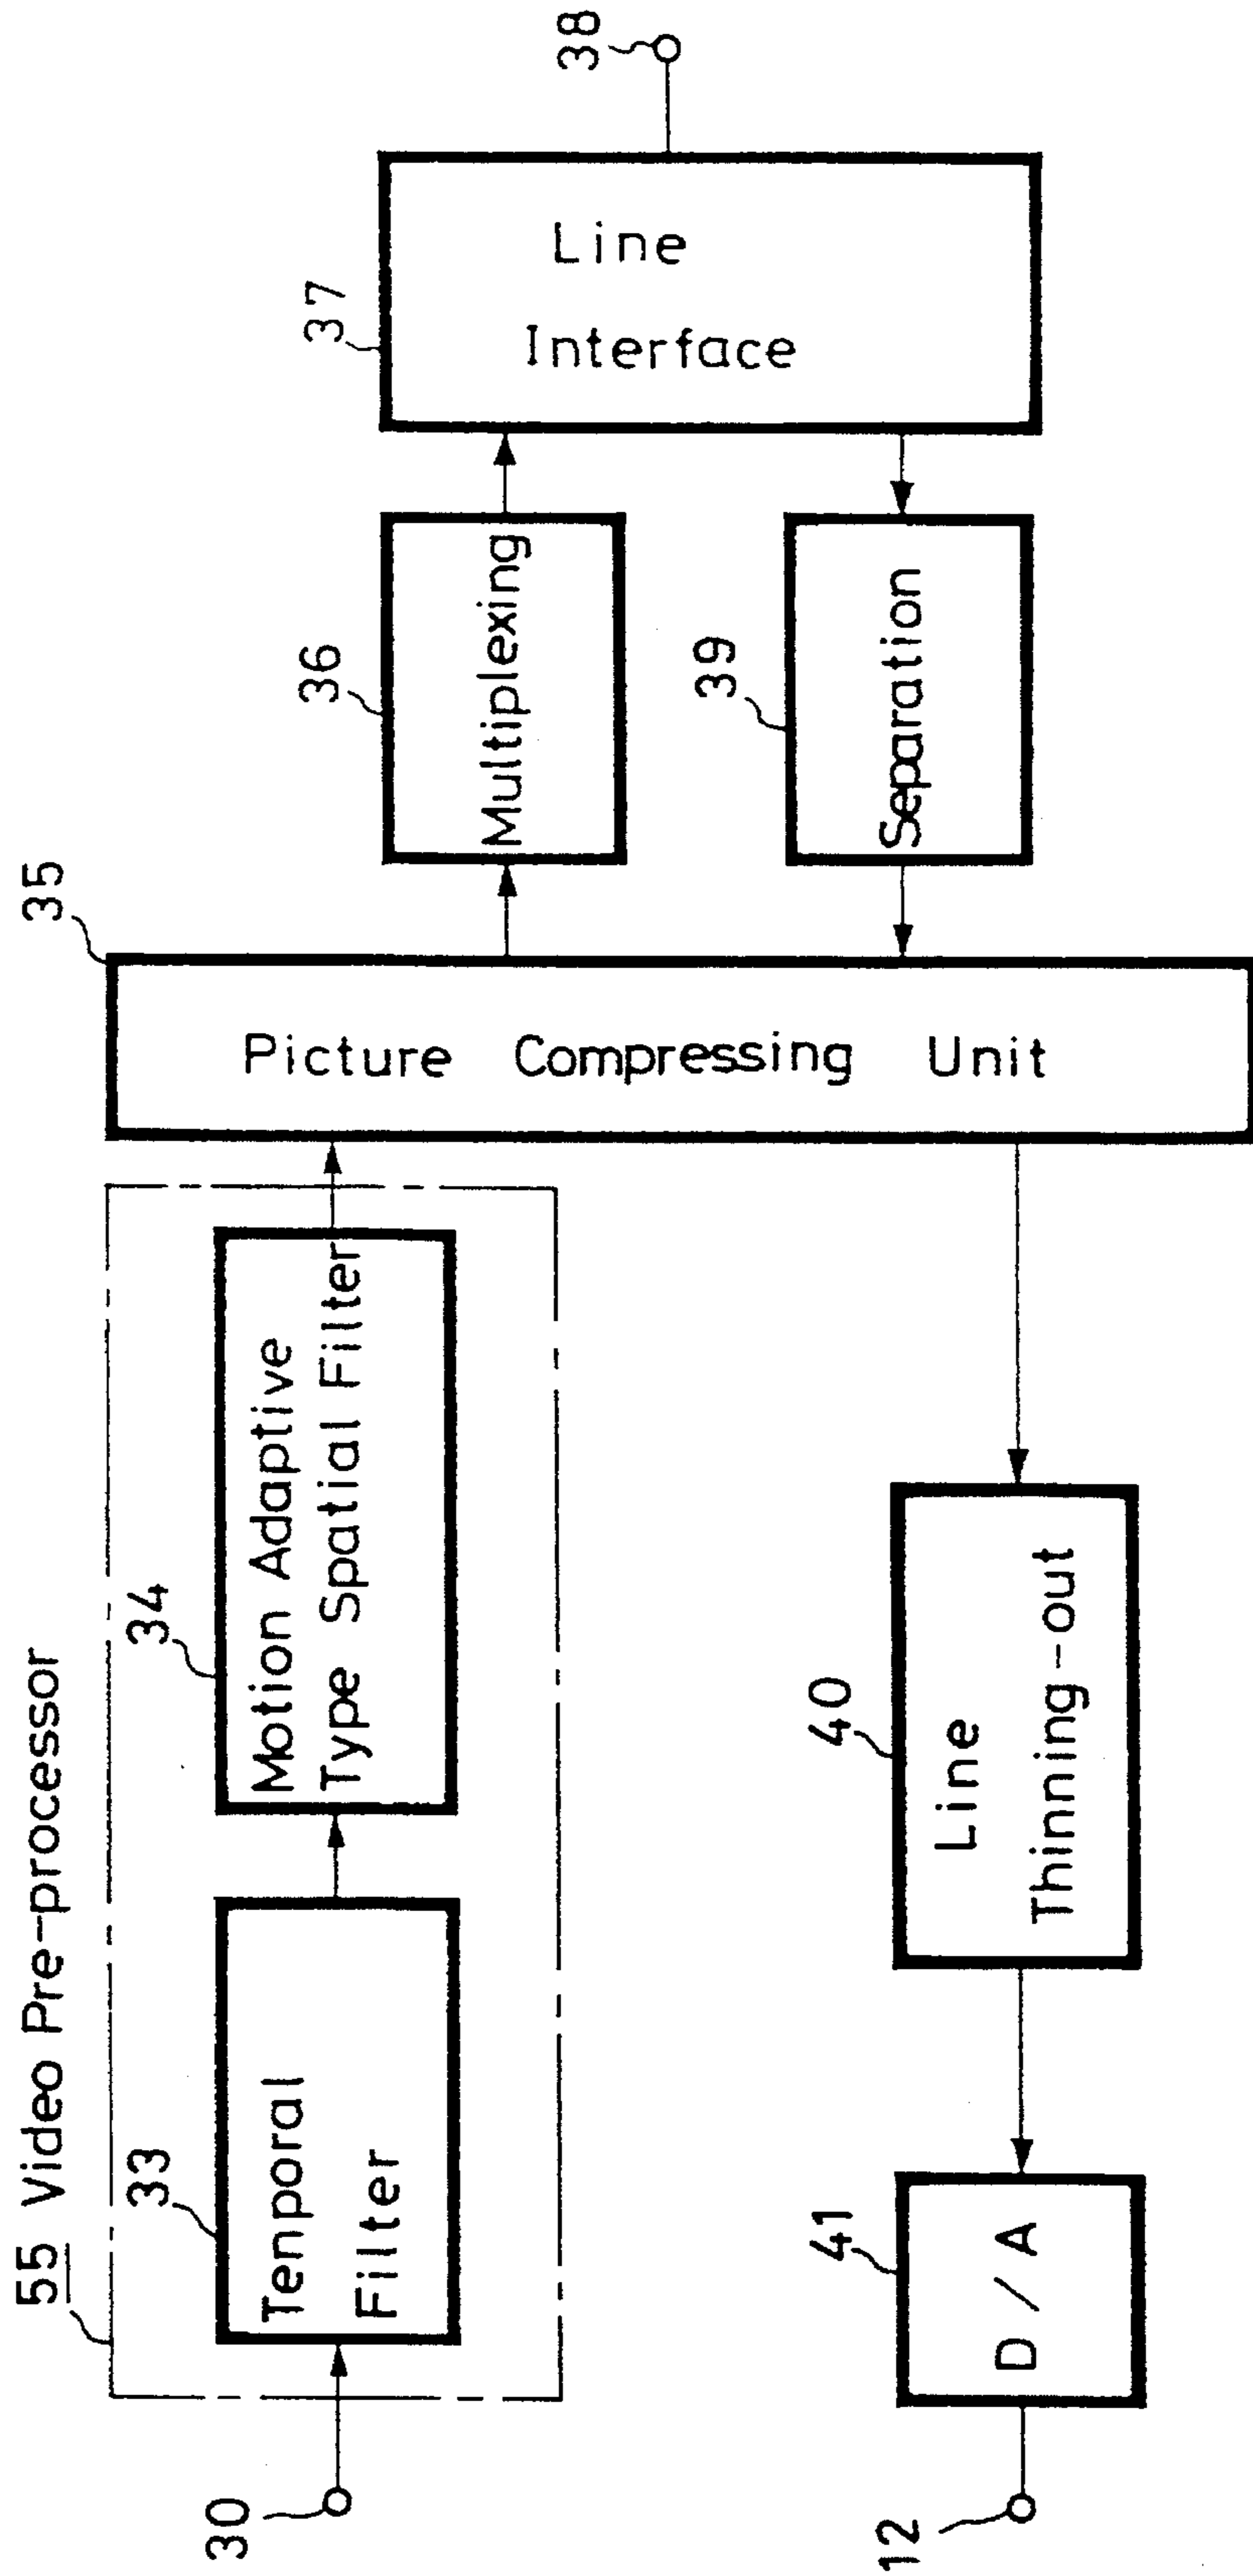 55 Video Pre-processor
33
Tenporal
Filter
34
Motion Adaptive
Type Spatial Filter
30
35
Picture Compressing Unit
36
Multiplexing
37
Line
Interface
38
39
Separation
40
Line
Thinning-out
41
D / A
12